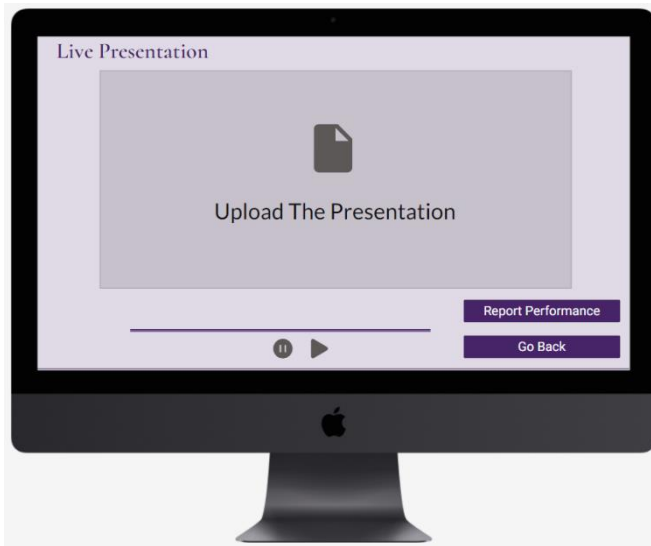 Live Presentation
Upload The Presentation
Report Performance
Go Back